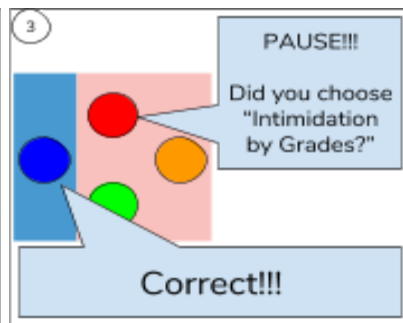 3
PAUSE!!!
Did you choose
“Intimidation
by Grades?”
Correct!!!